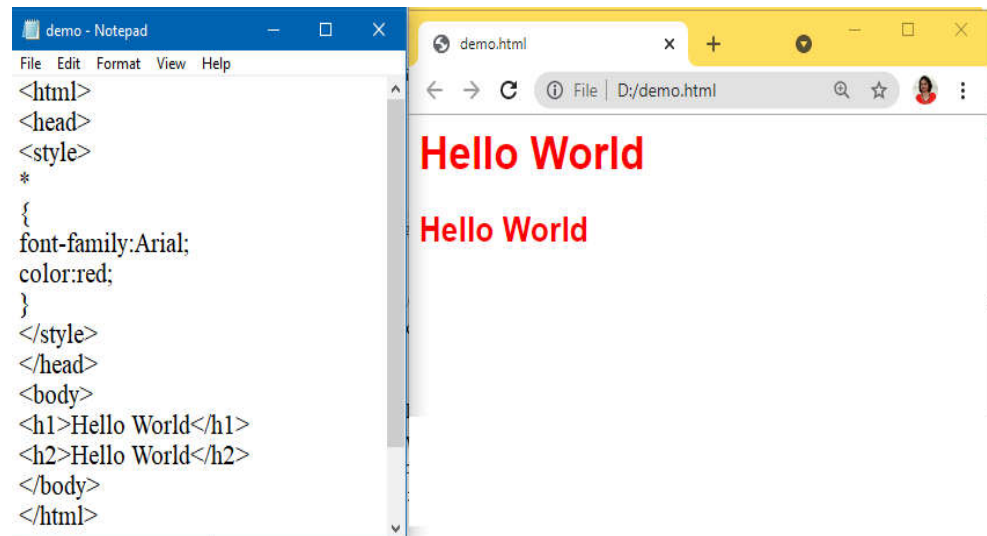 demo - Notepad
File Edit Format View Help
<html>
<head>
<style>
*
{
font-family:Arial;
color:red;
}
</style>
</head>
<body>
<h1>Hello World</h1>
<h2>Hello World</h2>
</body>
</html>
demo.html
File | D:/demo.html
Hello World
Hello World